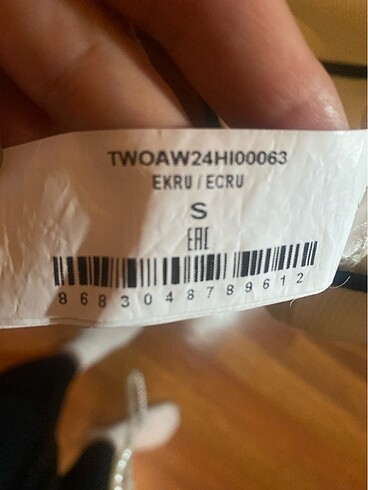 TWOAW24HI00063
EKRU / ECRU
S
EAC
8683048789612